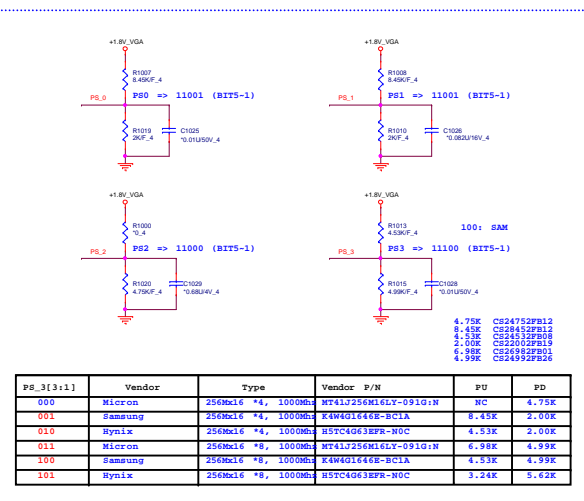 +1.8V_VGA
R1007
8.45K/F_4
PS_0
PS0 => 11001 (BIT5-1)
R1019
2K/F_4
C1025
*0.01U/50V_4
+1.8V_VGA
R1008
8.45K/F_4
PS_1
PS1 => 11001 (BIT5-1)
R1010
2K/F_4
C1026
*0.082U/16V_4
+1.8V_VGA
R1000
*0_4
PS_2
PS2 => 11000 (BIT5-1)
R1020
4.75K/F_4
C1029
*0.68U/4V_4
+1.8V_VGA
R1013
4.53K/F_4
100: SAM
PS_3
PS3 => 11100 (BIT5-1)
R1015
4.99K/F_4
C1028
*0.01U/50V_4
4.75K CS24752FB12
8.45K CS28452FB12
4.53K CS24532FB08
2.00K CS22002FB19
6.98K CS26982FB01
4.99K CS24992FB26
PS_3[3:1] Vendor Type Vendor P/N PU PD
000 Micron 256Mx16 *4, 1000Mhz MT41J256M16LY-091G:N NC 4.75K
001 Samsung 256Mx16 *4, 1000Mhz K4W4G1646E-BC1A 8.45K 2.00K
010 Hynix 256Mx16 *4, 1000Mhz H5TC4G63EFR-N0C 4.53K 2.00K
011 Micron 256Mx16 *8, 1000Mhz MT41J256M16LY-091G:N 6.98K 4.99K
100 Samsung 256Mx16 *8, 1000Mhz K4W4G1646E-BC1A 4.53K 4.99K
101 Hynix 256Mx16 *8, 1000Mhz H5TC4G63EFR-N0C 3.24K 5.62K